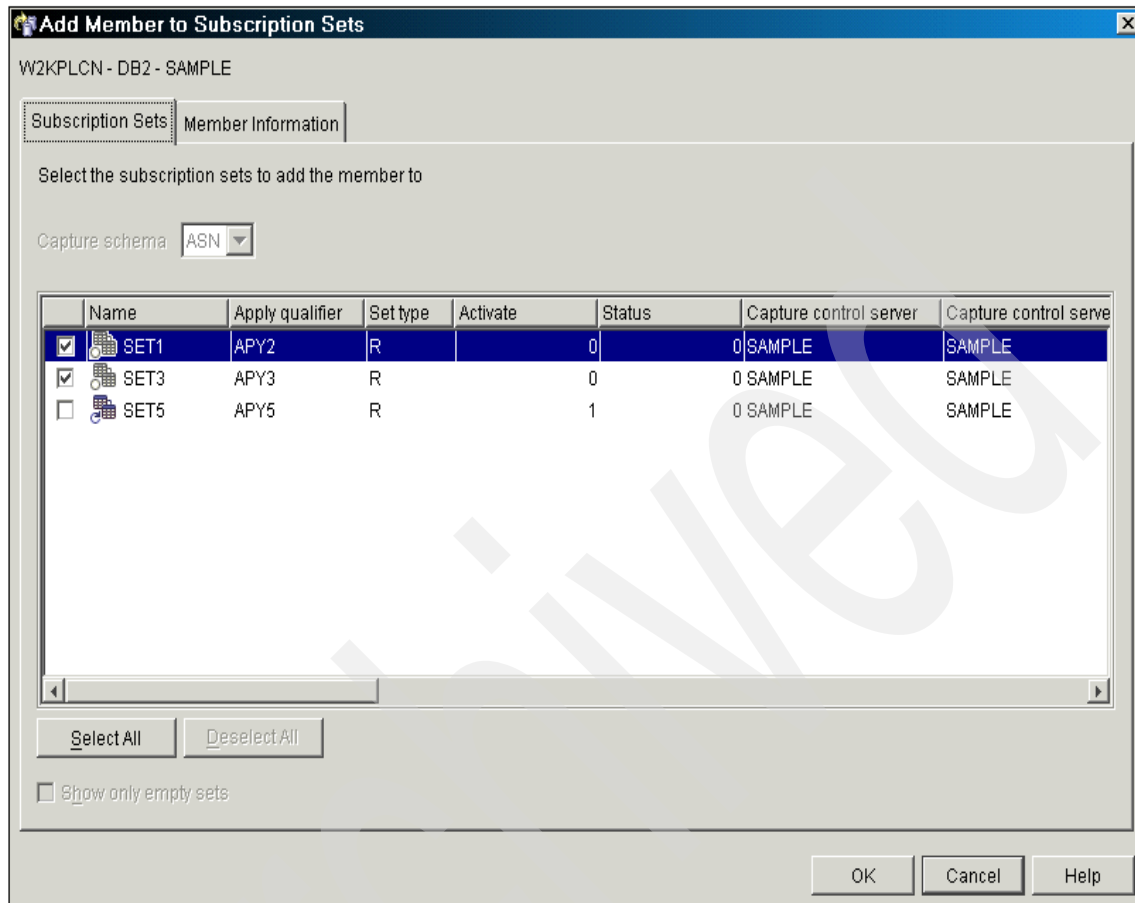 Add Member to Subscription Sets
W2KPLCN - DB2 - SAMPLE
Subscription Sets Member Information
Select the subscription sets to add the member to
Capture schema ASN
Name Apply qualifier Set type Activate Status Capture control server Capture control serve
SET1 APY2 R 0 0 SAMPLE SAMPLE
SET3 APY3 R 0 0 SAMPLE SAMPLE
SET5 APY5 R 1 0 SAMPLE SAMPLE
Select All Deselect All
Show only empty sets
OK Cancel Help